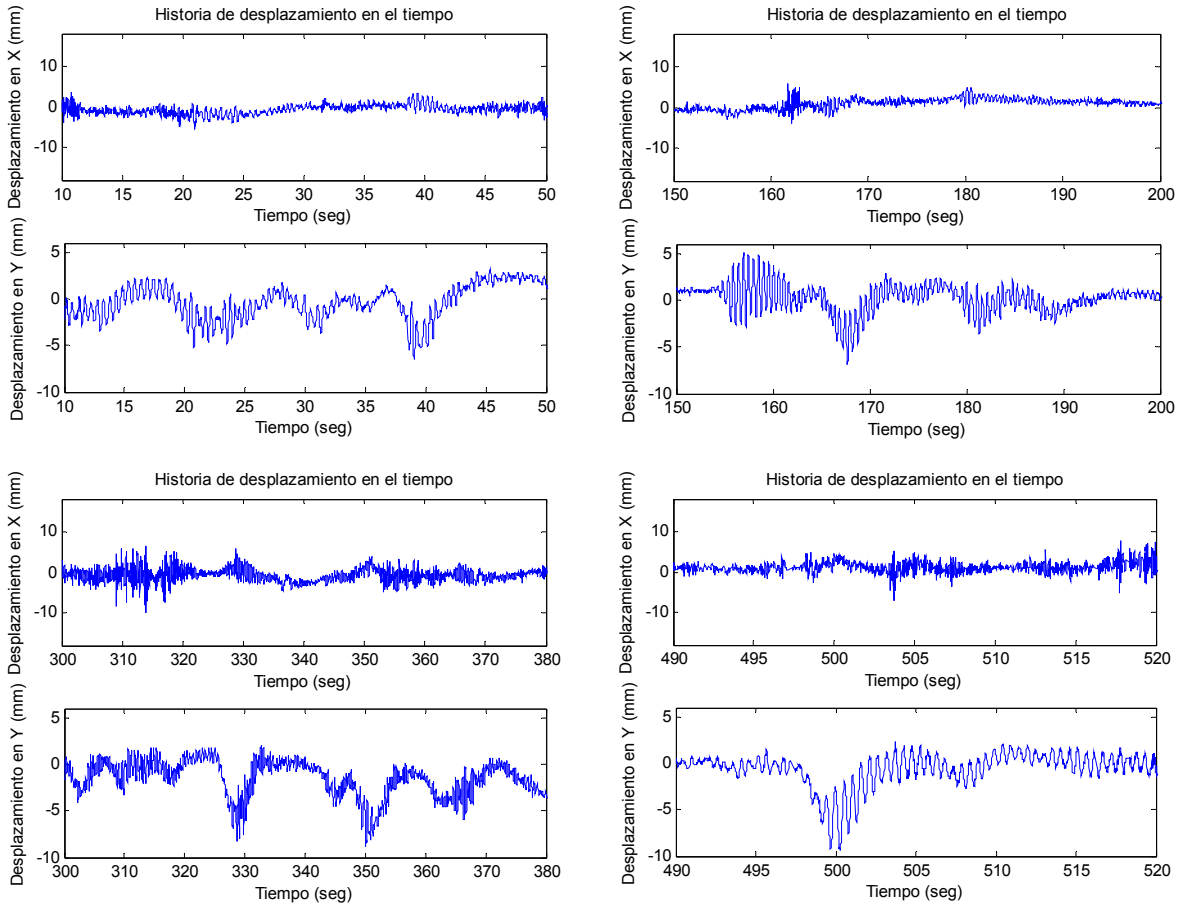 Historia de desplazamiento en el tiempo
Desplazamiento en X (mm)
10
0
-10
10 15 20 25 30 35 40 45 50
Tiempo (seg)
Desplazamiento en Y (mm)
5
0
-5
-10
10 15 20 25 30 35 40 45 50
Tiempo (seg)
Historia de desplazamiento en el tiempo
Desplazamiento en X (mm)
10
0
-10
150 160 170 180 190 200
Tiempo (seg)
Desplazamiento en Y (mm)
5
0
-5
-10
150 160 170 180 190 200
Tiempo (seg)
Historia de desplazamiento en el tiempo
Desplazamiento en X (mm)
10
0
-10
300 310 320 330 340 350 360 370 380
Tiempo (seg)
Desplazamiento en Y (mm)
5
0
-5
-10
300 310 320 330 340 350 360 370 380
Tiempo (seg)
Historia de desplazamiento en el tiempo
Desplazamiento en X (mm)
10
0
-10
490 495 500 505 510 515 520
Tiempo (seg)
Desplazamiento en Y (mm)
5
0
-5
-10
490 495 500 505 510 515 520
Tiempo (seg)